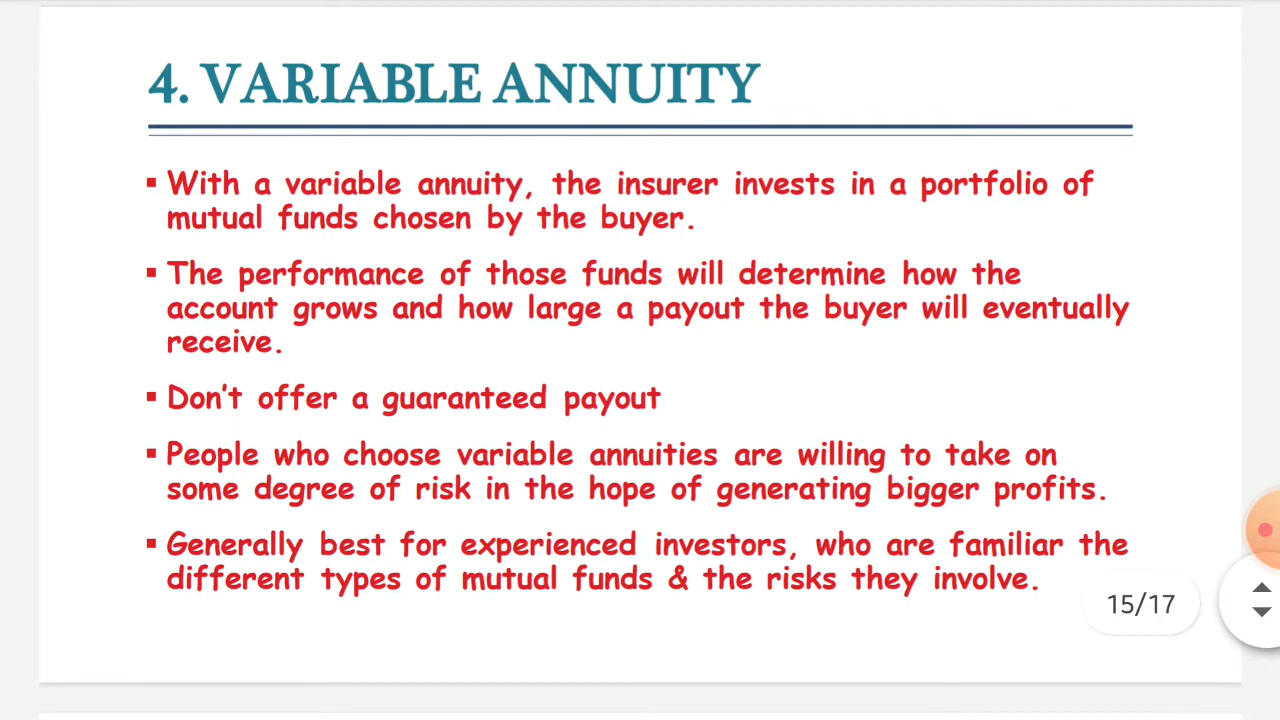 4. VARIABLE ANNUITY
▪ With a variable annuity, the insurer invests in a portfolio of
mutual funds chosen by the buyer.
▪ The performance of those funds will determine how the
account grows and how large a payout the buyer will eventually
receive.
▪ Don't offer a guaranteed payout
▪ People who choose variable annuities are willing to take on
some degree of risk in the hope of generating bigger profits.
▪ Generally best for experienced investors, who are familiar the
different types of mutual funds & the risks they involve.
15/17